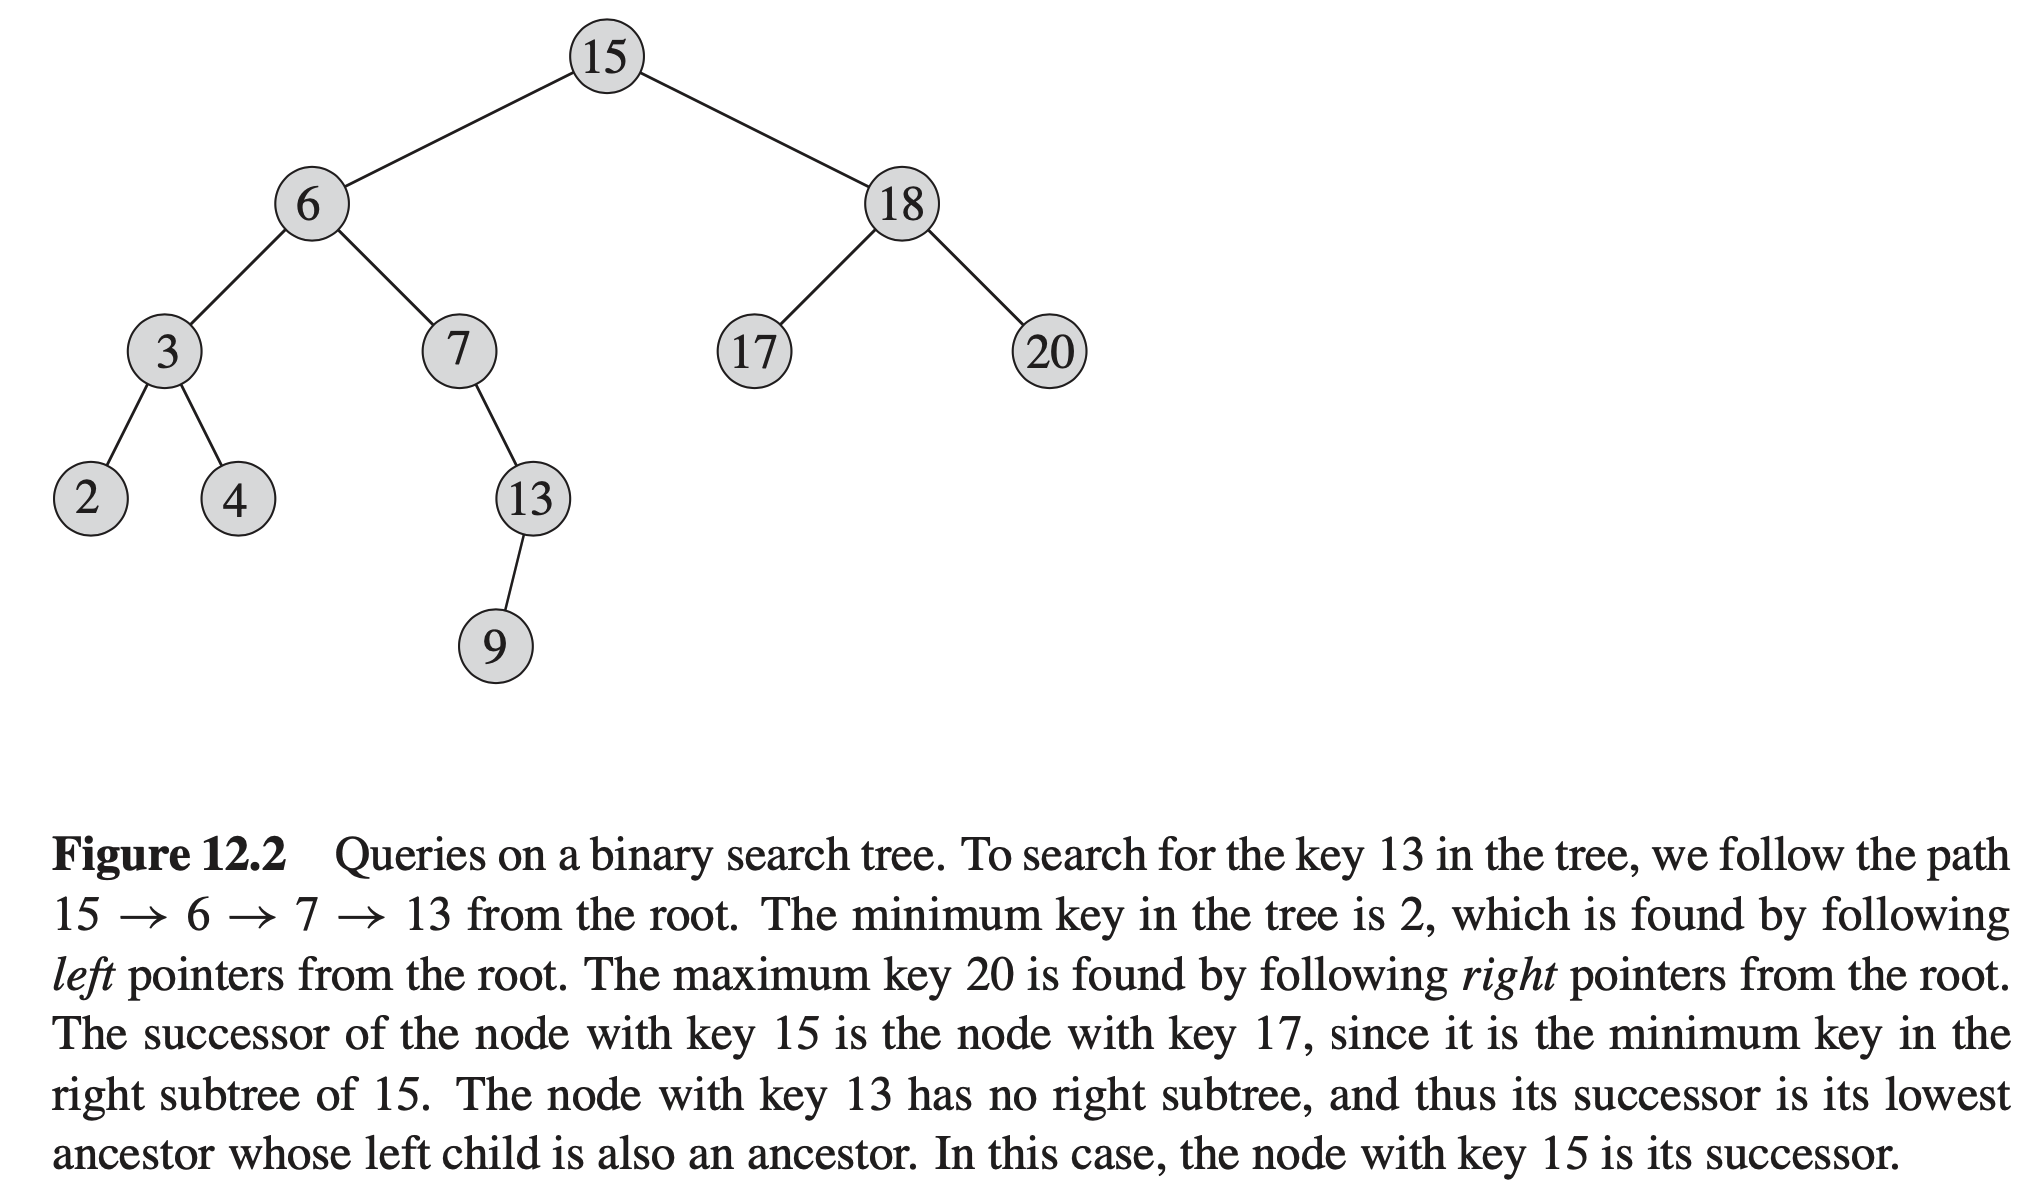 15
6 18
3 7 17 20
2 4 13
9
Figure 12.2 Queries on a binary search tree. To search for the key 13 in the tree, we follow the path
15 → 6 → 7 → 13 from the root. The minimum key in the tree is 2, which is found by following
left pointers from the root. The maximum key 20 is found by following right pointers from the root.
The successor of the node with key 15 is the node with key 17, since it is the minimum key in the
right subtree of 15. The node with key 13 has no right subtree, and thus its successor is its lowest
ancestor whose left child is also an ancestor. In this case, the node with key 15 is its successor.